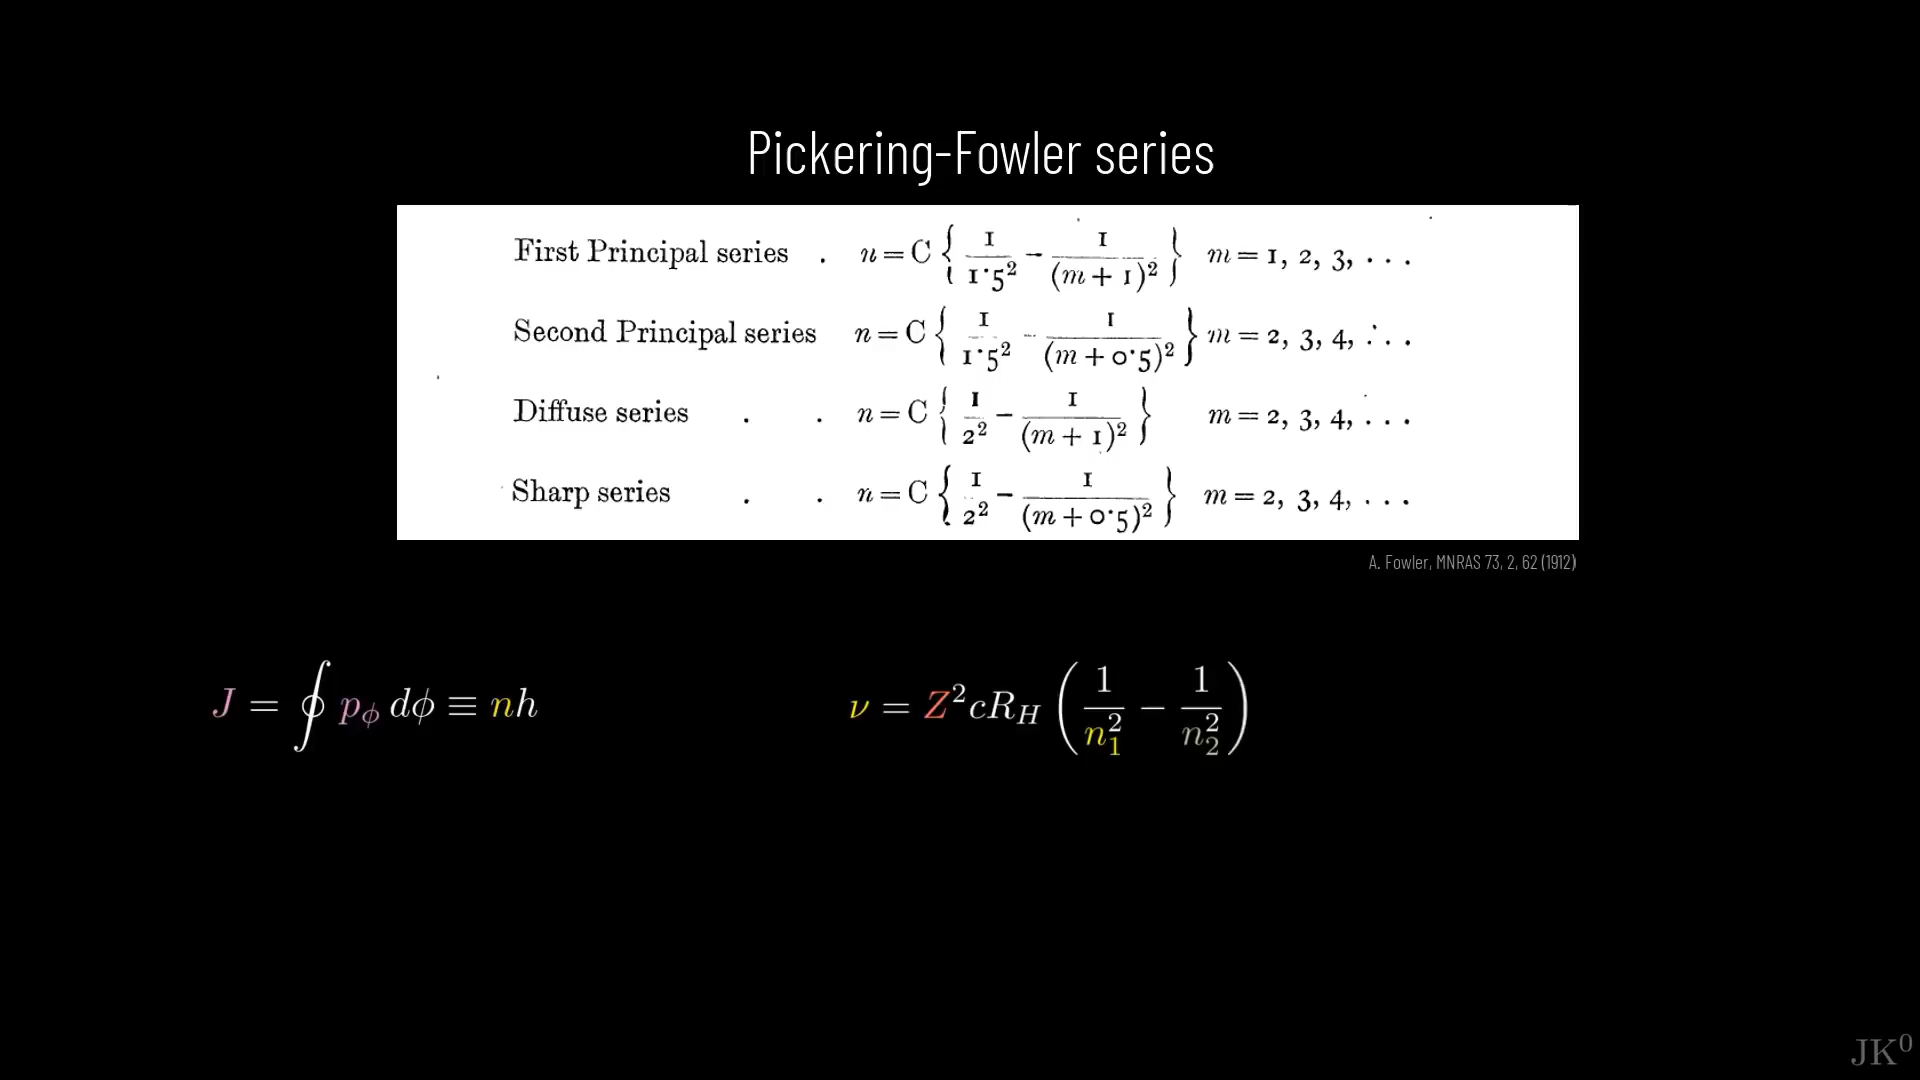 Pickering-Fowler series
First Principal series . n = C { 1/1·5² − 1/(m + 1)² } m = 1, 2, 3, . . .
Second Principal series n = C { 1/1·5² − 1/(m + 0·5)² } m = 2, 3, 4, . . .
Diffuse series . . n = C { 1/2² − 1/(m + 1)² } m = 2, 3, 4, . . .
Sharp series . . n = C { 1/2² − 1/(m + 0·5)² } m = 2, 3, 4, . . .
A. Fowler, MNRAS 73, 2, 62 (1912)
J = ∮ p_ϕ dϕ ≡ nh
ν = Z²cR_H (1/n₁² − 1/n₂²)
JK⁰